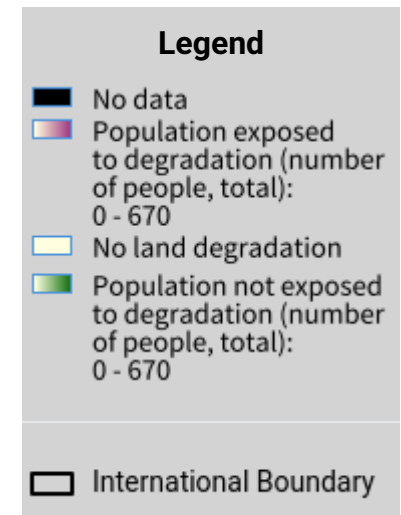 Legend
No data
Population exposed
to degradation (number
of people, total):
0 - 670
No land degradation
Population not exposed
to degradation (number
of people, total):
0 - 670
International Boundary